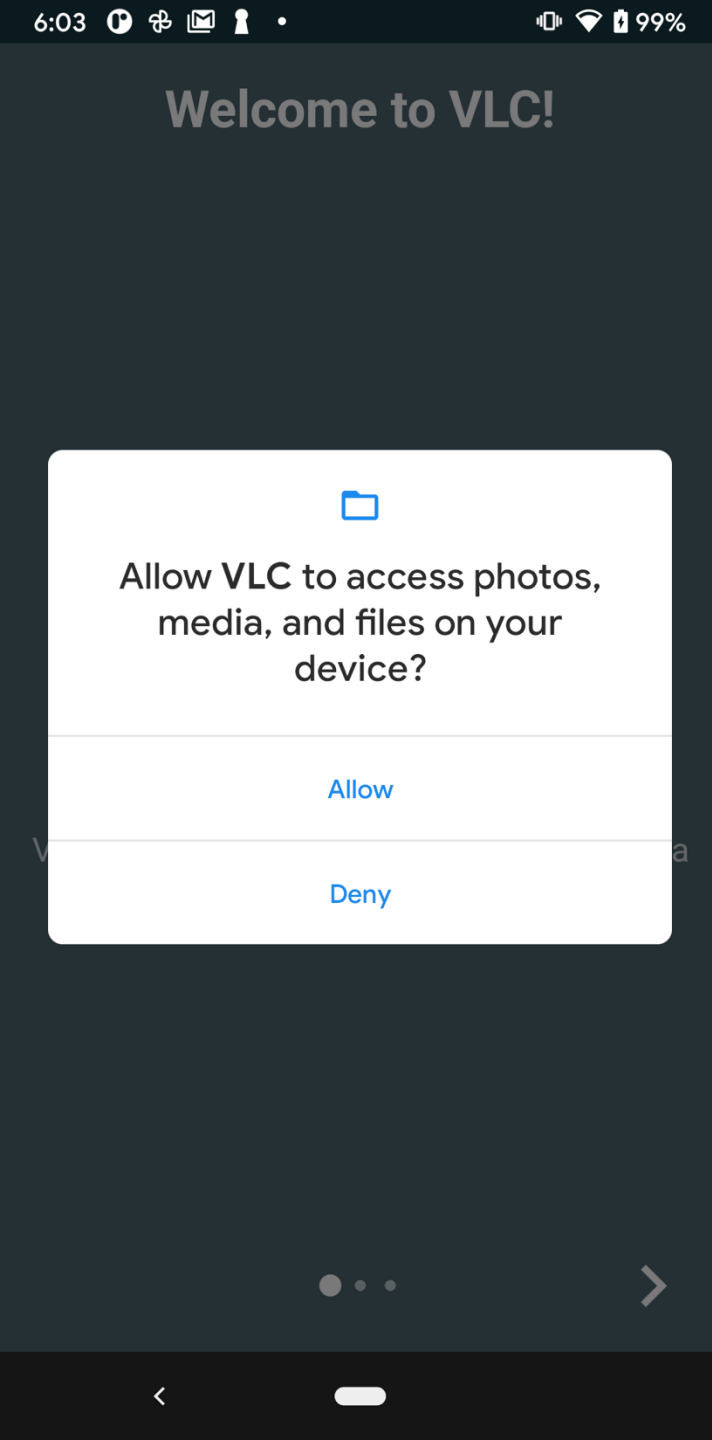 6:03
99%
Welcome to VLC!
Allow VLC to access photos,
media, and files on your
device?
Allow
V a
Deny